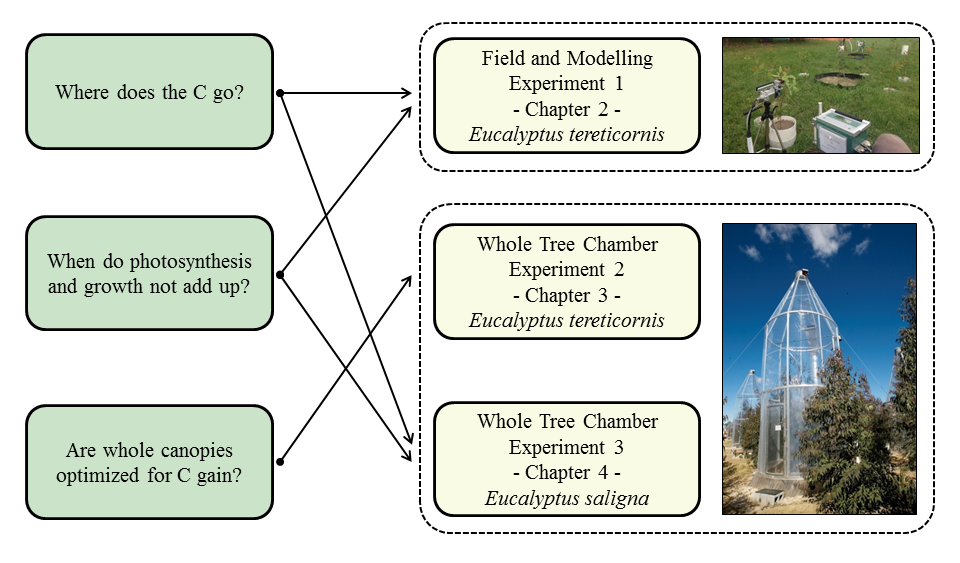 Where does the C go?
When do photosynthesis
and growth not add up?
Are whole canopies
optimized for C gain?
Field and Modelling
Experiment 1
- Chapter 2 -
Eucalyptus tereticornis
Whole Tree Chamber
Experiment 2
- Chapter 3 -
Eucalyptus tereticornis
Whole Tree Chamber
Experiment 3
- Chapter 4 -
Eucalyptus saligna